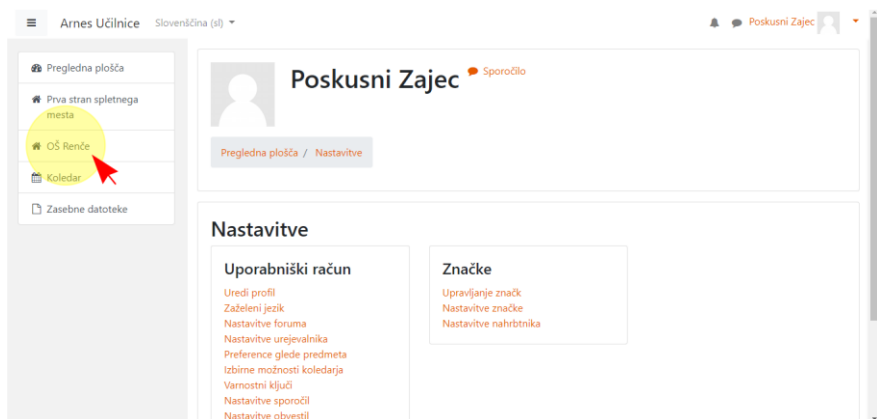 Arnes Učilnice Slovenščina (sl)
Poskusni Zajec
Pregledna plošča
Prva stran spletnega
mesta
OŠ Renče
Koledar
Zasebne datoteke
Poskusni Zajec
Sporočilo
Pregledna plošča / Nastavitve
Nastavitve
Uporabniški račun
Uredi profil
Zaželeni jezik
Nastavitve foruma
Nastavitve urejevalnika
Preference glede predmeta
Izbirne možnosti koledarja
Varnostni ključi
Nastavitve sporočil
Nastavitve obvestil
Značke
Upravljanje značk
Nastavitve značke
Nastavitve nahrbtnika